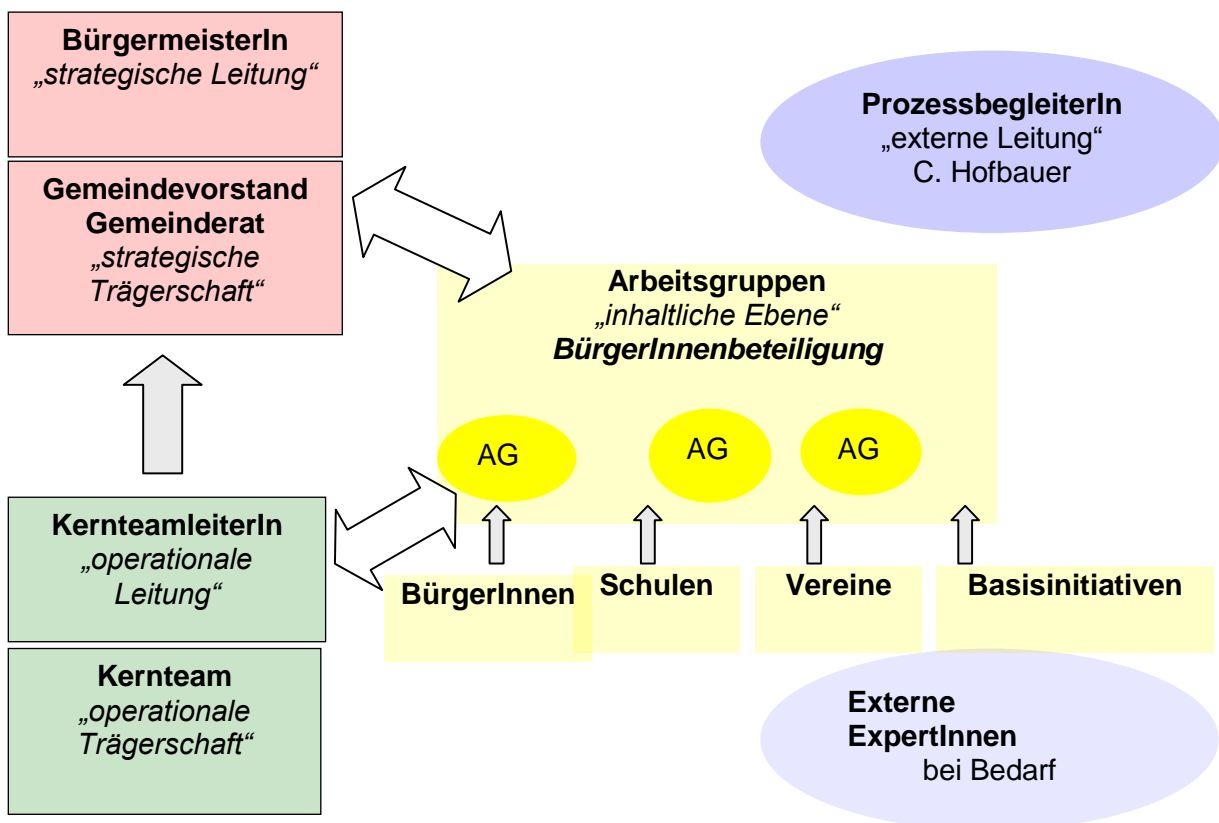 BürgermeisterIn
„strategische Leitung“
Gemeindevorstand
Gemeinderat
„strategische
Trägerschaft“
ProzessbegleiterIn
„externe Leitung“
C. Hofbauer
Arbeitsgruppen
„inhaltliche Ebene“
BürgerInnenbeteiligung
AG
AG
AG
KernteamleiterIn
„operationale
Leitung“
BürgerInnen
Schulen
Vereine
Basisinitiativen
Kernteam
„operationale
Trägerschaft“
Externe
ExpertInnen
bei Bedarf